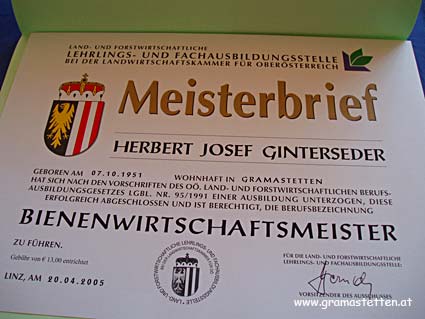 LAND- UND FORSTWIRTSCHAFTLICHE
LEHRLINGS- UND FACHAUSBILDUNGSSTELLE
BEI DER LANDWIRTSCHAFTSKAMMER FÜR OBERÖSTERREICH
Meisterbrief
HERBERT JOSEF GINTERSEDER
GEBOREN AM 07.10.1951 WOHNHAFT IN GRAMASTETTEN
HAT SICH NACH DEN VORSCHRIFTEN DES OÖ, LAND- UND FORSTWIRTSCHAFTLICHEN BERUFS-
AUSBILDUNGSGESETZES LGBL. NR. 95/1991 EINER AUSBILDUNG UNTERZOGEN, DIESE
ERFOLGREICH ABGESCHLOSSEN UND IST BERECHTIGT, DIE BERUFSBEZEICHNUNG
BIENENWIRTSCHAFTSMEISTER
ZU FÜHREN.
Gebühr von € 13,00 entrichtet
LINZ, AM 20.04.2005
FÜR DIE LAND- UND FORSTWIRTSCHAFTLICHE
LEHRLINGS- UND FACHAUSBILDUNGSSTELLE:
VORSITZENDER DES AUSSCHUSSES
www.gramastetten.at